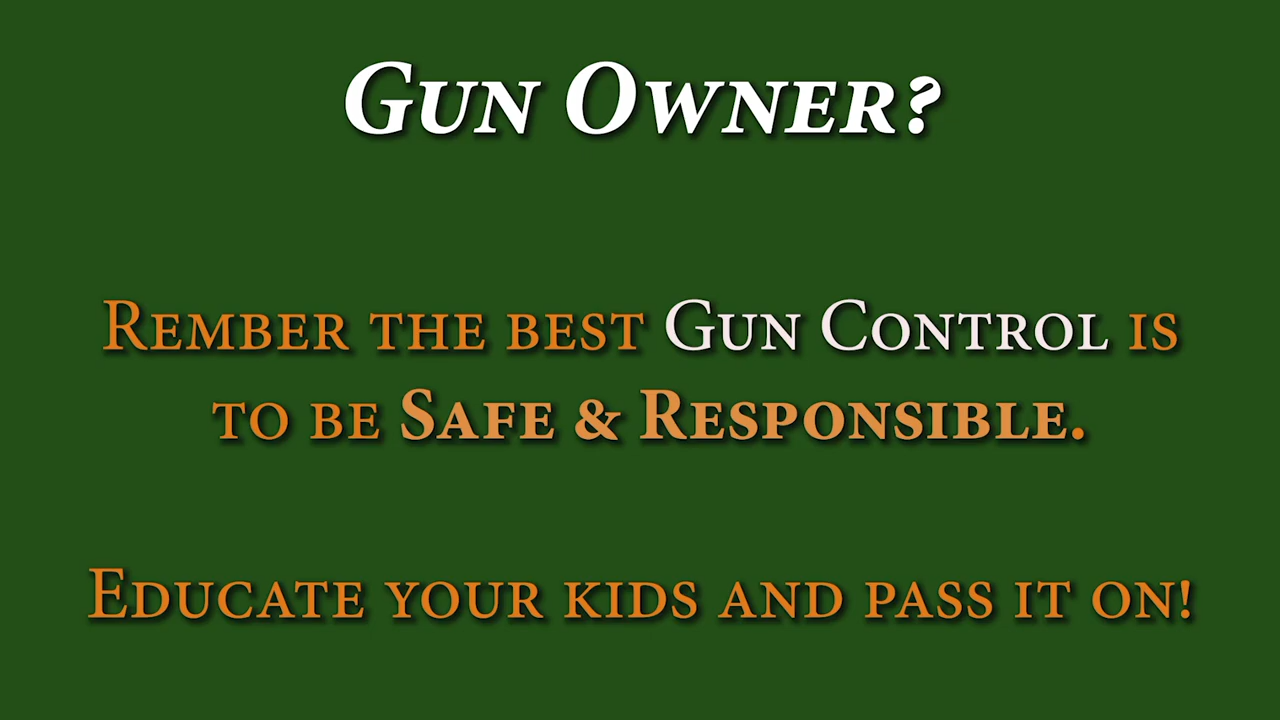 Gun Owner?
Rember the best Gun Control is
to be Safe & Responsible.
Educate your kids and pass it on!